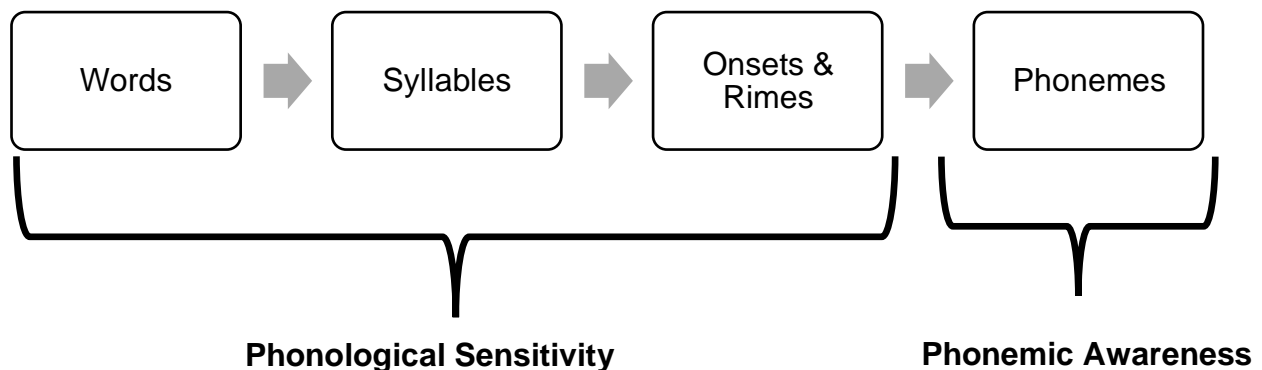 Words
Syllables
Onsets &
Rimes
Phonemes
Phonological Sensitivity
Phonemic Awareness